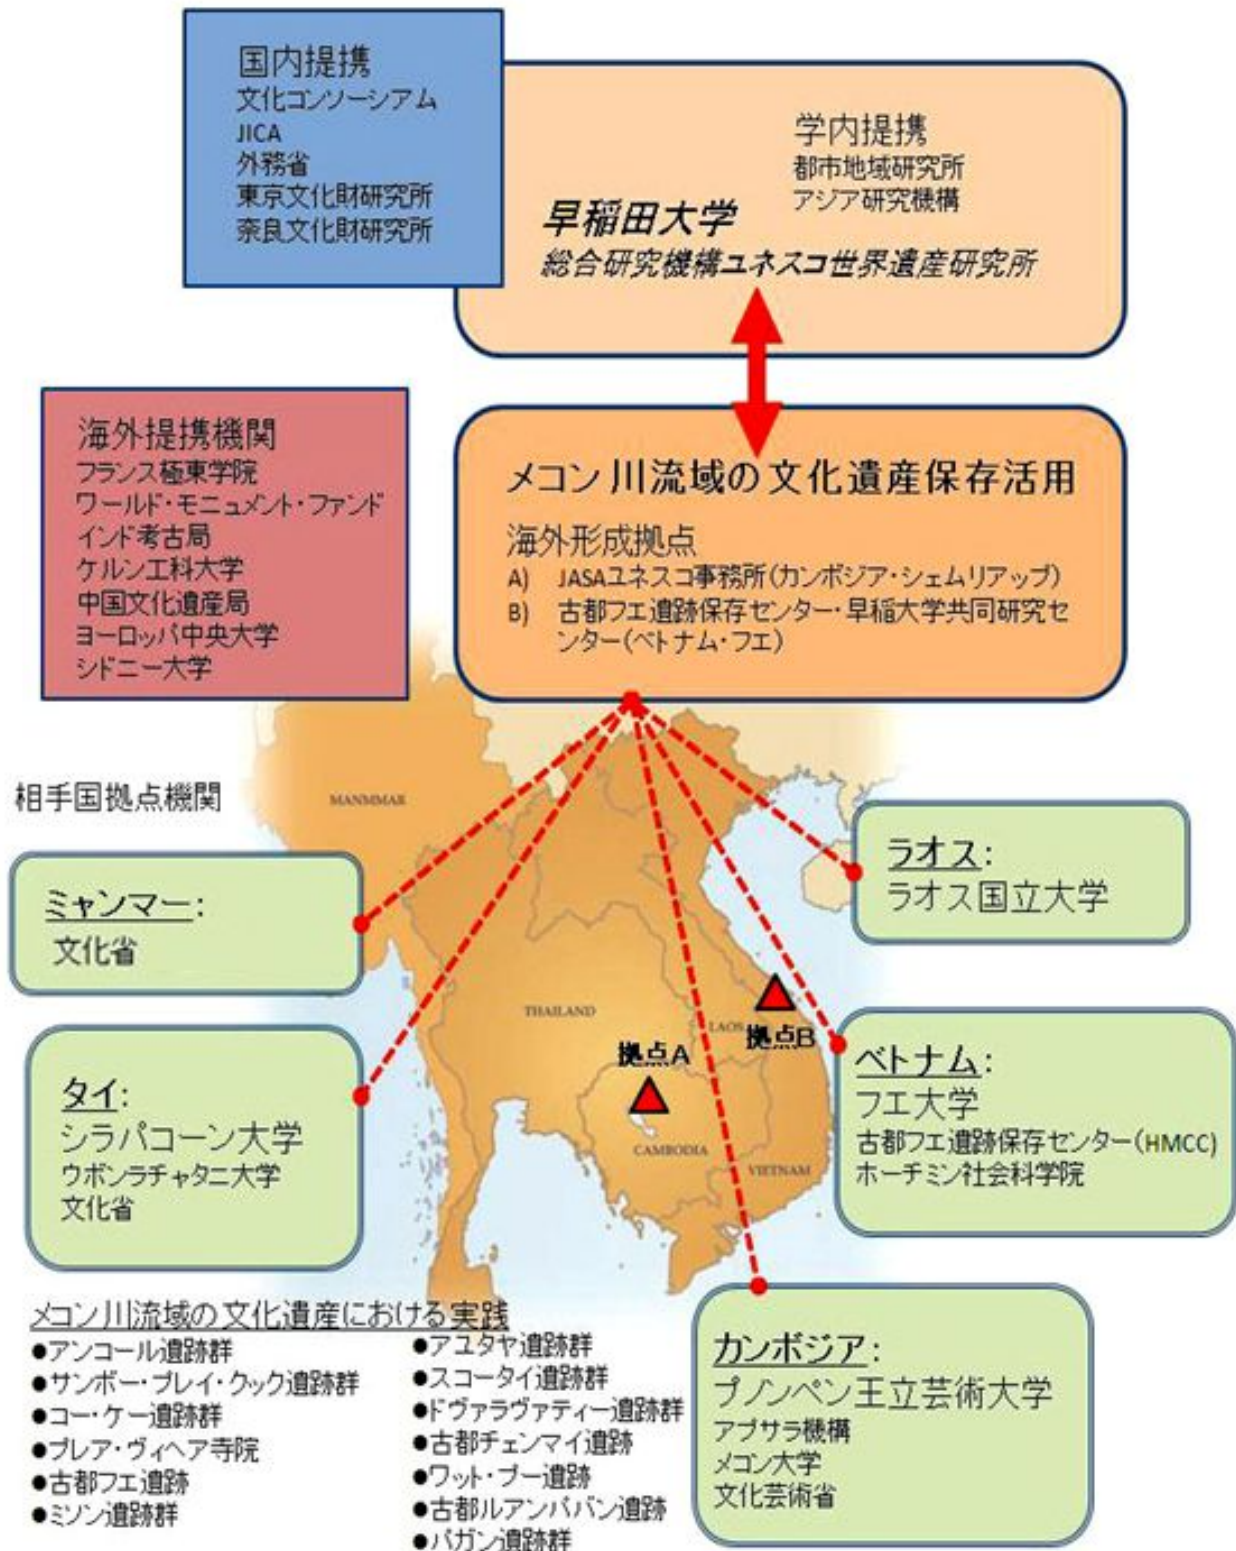 国内提携
文化コンソーシアム
JICA
外務省
東京文化財研究所
奈良文化財研究所
学内提携
都市地域研究所
アジア研究機構
早稲田大学
総合研究機構ユネスコ世界遺産研究所
海外提携機関
フランス極東学院
ワールド・モニュメント・ファンド
インド考古局
ケルン工科大学
中国文化遺産局
ヨーロッパ中央大学
シドニー大学
メコン川流域の文化遺産保存活用
海外形成拠点
A) JASAユネスコ事務所(カンボジア・シェムリアップ)
B) 古都フエ遺跡保存センター・早稲大学共同研究セ
ンター(ベトナム・フエ)
相手国拠点機関
MANMMAR
ミャンマー:
文化省
ラオス:
ラオス国立大学
THAILAND
LAOS
拠点B
拠点A
CAMBODIA
VIETNAM
タイ:
シラパコーン大学
ウボンラチャタニ大学
文化省
ベトナム:
フエ大学
古都フエ遺跡保存センター(HMCC)
ホーチミン社会科学院
カンボジア:
プノンペン王立芸術大学
アプサラ機構
メコン大学
文化芸術省
メコン川流域の文化遺産における実践
●アンコール遺跡群
●サンボー・プレイ・クック遺跡群
●コー・ケー遺跡群
●プレア・ヴィヘア寺院
●古都フエ遺跡
●ミソン遺跡群
●アユタヤ遺跡群
●スコータイ遺跡群
●ドヴァラヴァティー遺跡群
●古都チェンマイ遺跡
●ワット・プー遺跡
●古都ルアンパバン遺跡
●バガン遺跡群